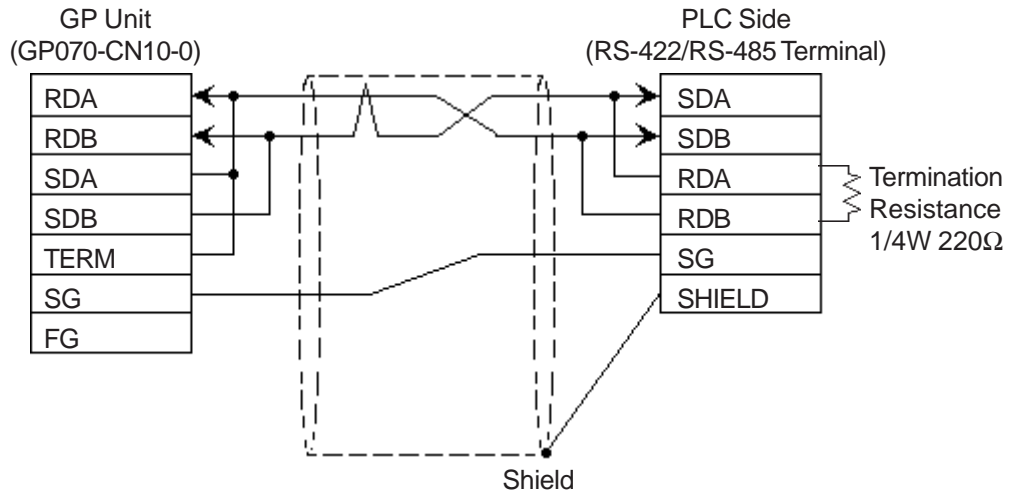 GP Unit
(GP070-CN10-0)
RDA
RDB
SDA
SDB
TERM
SG
FG
PLC Side
(RS-422/RS-485 Terminal)
SDA
SDB
RDA
RDB
SG
SHIELD
Termination
Resistance
1/4W 220Ω
Shield